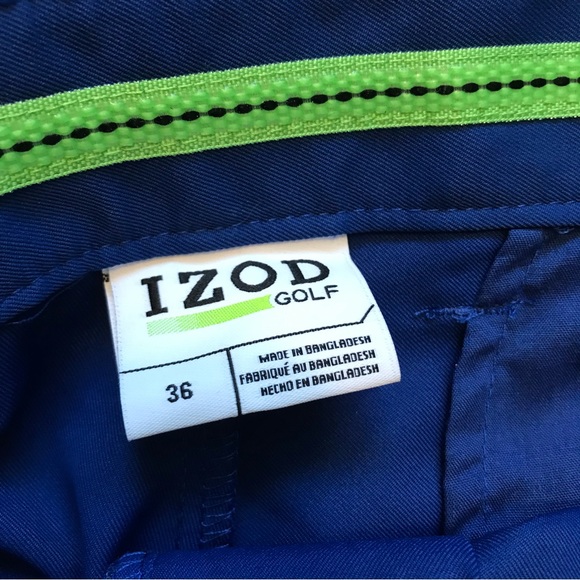 IZOD
GOLF
36
MADE IN BANGLADESH
FABRIQUÉ AU BANGLADESH
HECHO EN BANGLADESH